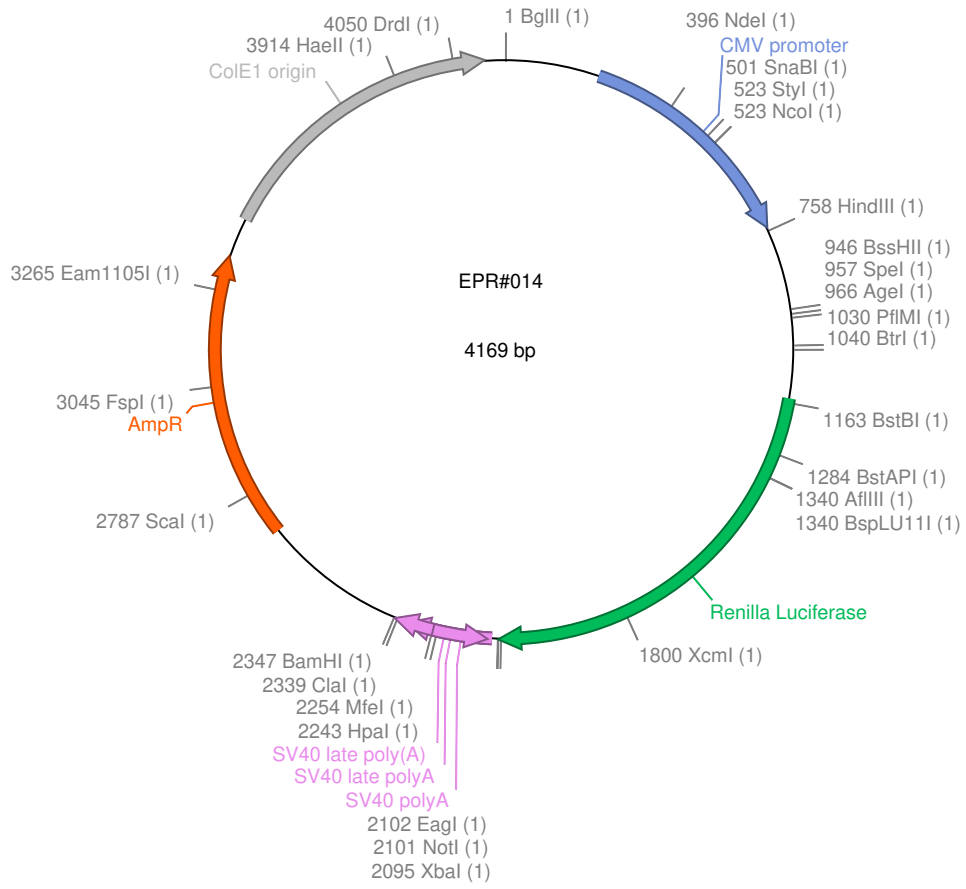 4050 DrdI (1)
3914 HaeII (1)
ColE1 origin
1 BglII (1)
396 NdeI (1)
CMV promoter
501 SnaBI (1)
523 StyI (1)
523 NcoI (1)
758 HindIII (1)
946 BssHII (1)
957 SpeI (1)
966 AgeI (1)
1030 PflMI (1)
1040 BtrI (1)
EPR#014
4169 bp
3265 Eam1105I (1)
3045 FspI (1)
AmpR
2787 ScaI (1)
1163 BstBI (1)
1284 BstAPI (1)
1340 AflIII (1)
1340 BspLU11I (1)
Renilla Luciferase
1800 XcmI (1)
2347 BamHI (1)
2339 ClaI (1)
2254 MfeI (1)
2243 HpaI (1)
SV40 late poly(A)
SV40 late polyA
SV40 polyA
2102 EagI (1)
2101 NotI (1)
2095 XbaI (1)